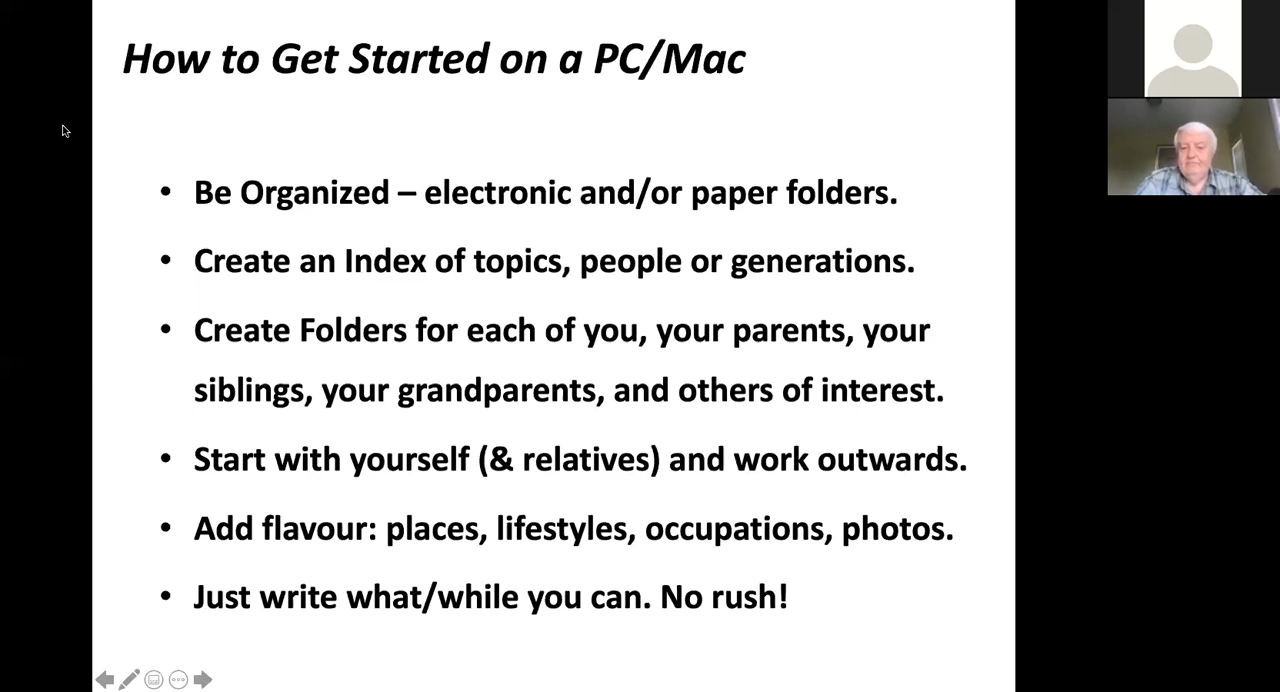 How to Get Started on a PC/Mac
• Be Organized – electronic and/or paper folders.
• Create an Index of topics, people or generations.
• Create Folders for each of you, your parents, your
siblings, your grandparents, and others of interest.
• Start with yourself (& relatives) and work outwards.
• Add flavour: places, lifestyles, occupations, photos.
• Just write what/while you can. No rush!